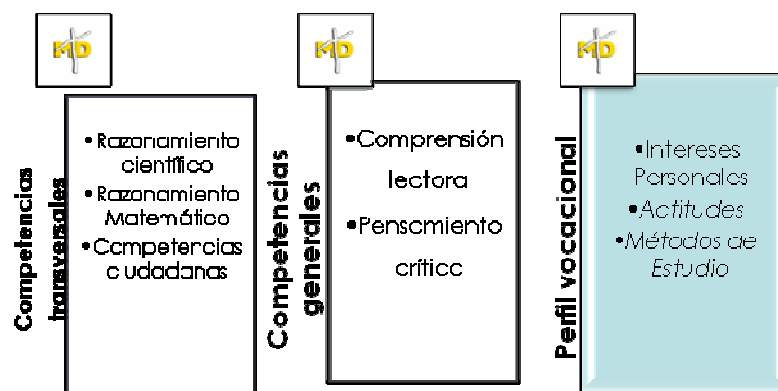 MD
Competencias
transversales
•Razonamiento
científico
•Razonamiento
Matemático
•Competencias
ciudadanas
MD
Competencias
generales
•Comprensión
lectora
•Pensamiento
crítico
MD
Perfil vocacional
•Intereses
Personales
•Actitudes
•Métodos de
Estudio